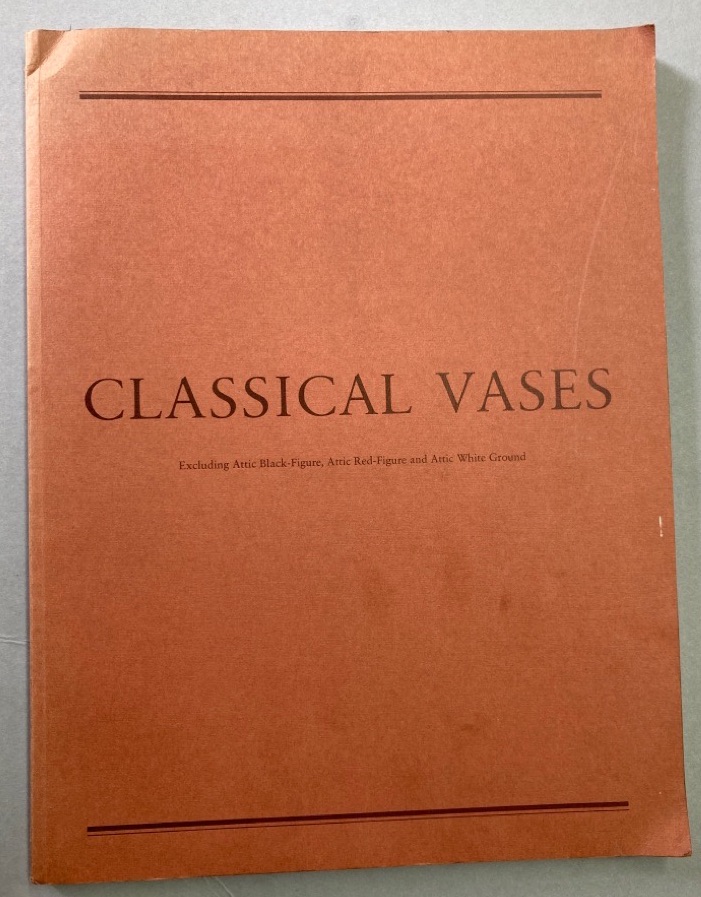 CLASSICAL VASES
Excluding Attic Black-Figure, Attic Red-Figure and Attic White Ground